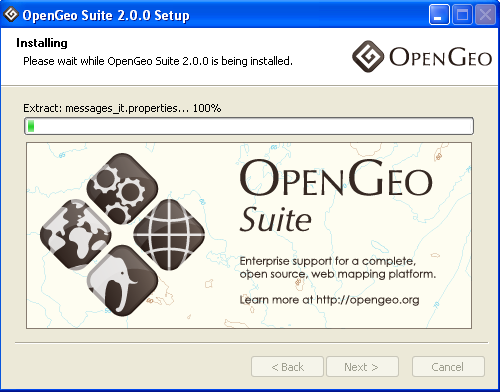 OpenGeo Suite 2.0.0 Setup
Installing
Please wait while OpenGeo Suite 2.0.0 is being installed.
OPENGEO
Extract: messages_it.properties... 100%
OPENGEO
Suite
Enterprise support for a complete,
open source, web mapping platform.
Learn more at http://opengeo.org
< Back
Next >
Cancel